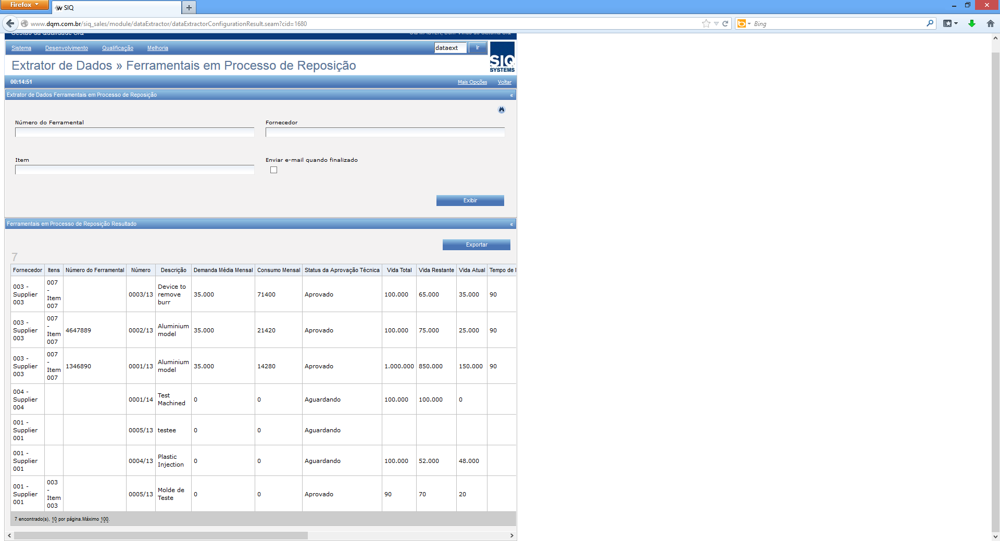 Firefox
SIQ
www.dqm.com.br/siq_sales/module/dataExtractor/dataExtractorConfigurationResult.seam?cid=1680
Bing
Sistema Desenvolvimento Qualificação Melhoria dataext Ir
SIQ
SYSTEMS
Extrator de Dados » Ferramentais em Processo de Reposição
00:14:51 Mais Opções Voltar
Extrator de Dados Ferramentais em Processo de Reposição «
Número do Ferramental Fornecedor
Item Enviar e-mail quando finalizado
Exibir
Ferramentais em Processo de Reposição Resultado «
Exportar
7
Fornecedor Itens Número do Ferramental Número Descrição Demanda Média Mensal Consumo Mensal Status da Aprovação Técnica Vida Total Vida Restante Vida Atual Tempo de
003 - Supplier 003 007 - Item 007 0003/13 Device to remove burr 35.000 71400 Aprovado 100.000 65.000 35.000 90
003 - Supplier 003 007 - Item 007 4647889 0002/13 Aluminium model 35.000 21420 Aprovado 100.000 75.000 25.000 90
003 - Supplier 003 007 - Item 007 1346890 0001/13 Aluminium model 35.000 14280 Aprovado 1.000.000 850.000 150.000 90
004 - Supplier 004 0001/14 Test Machined 0 0 Aguardando 100.000 100.000 0
001 - Supplier 001 0005/13 testee 0 0 Aguardando
001 - Supplier 001 0004/13 Plastic Injection 0 0 Aguardando 100.000 52.000 48.000
001 - Supplier 001 003 - Item 003 0005/13 Molde de Teste 0 0 Aprovado 90 70 20
7 encontrado(s), 10 por página.Máximo 100.